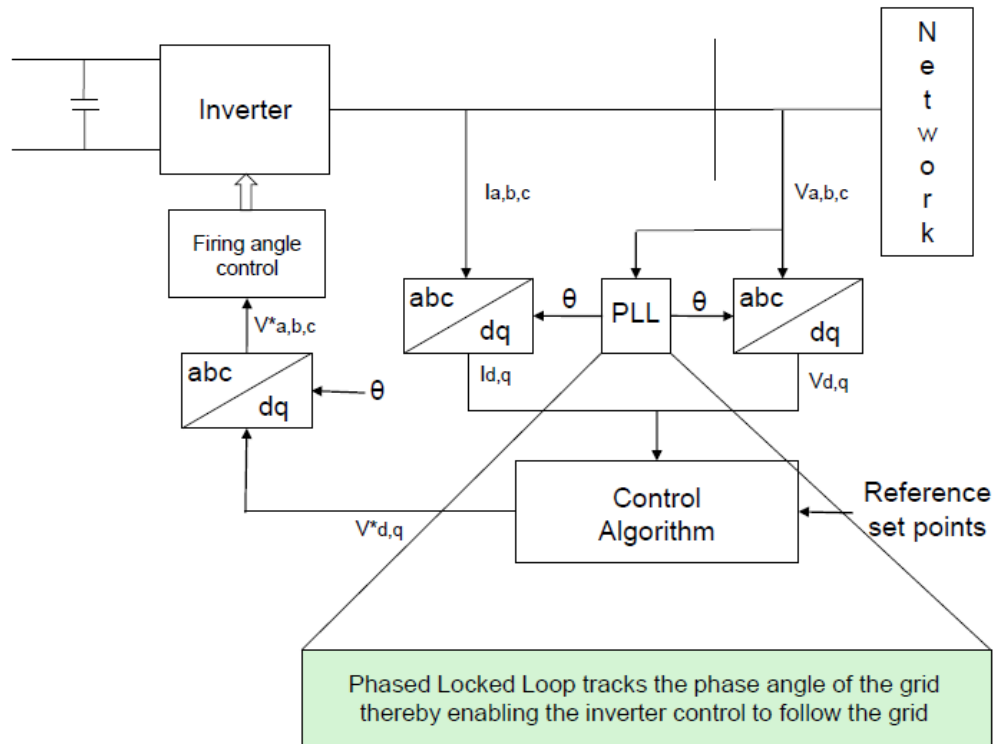 Inverter
N
e
t
w
o
r
k
Ia,b,c
Va,b,c
Firing angle
control
abc
dq
θ
PLL
θ
abc
dq
V*a,b,c
Id,q
Vd,q
abc
dq
θ
Control
Algorithm
Reference
set points
V*d,q
Phased Locked Loop tracks the phase angle of the grid
thereby enabling the inverter control to follow the grid